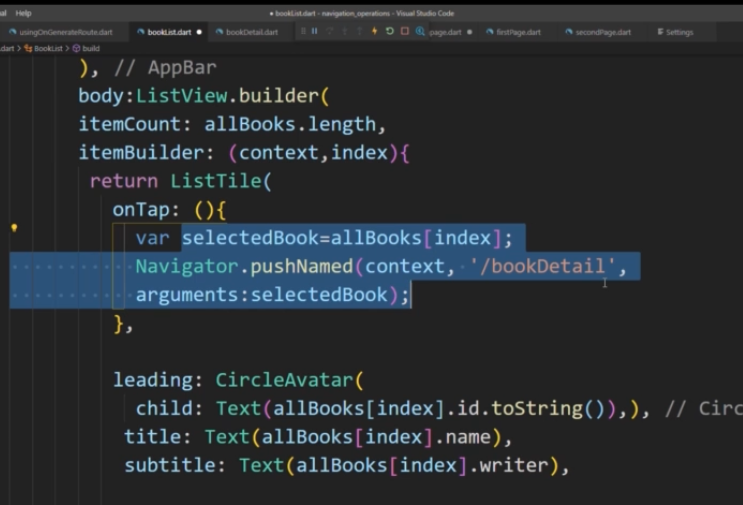 al Help
● bookList.dart - navigation_operations - Visual Studio Code
usingOnGenerateRoute.dart bookList.dart ● bookDetail.dart page.dart ● firstPage.dart secondPage.dart Settings
.dart > BookList > build
), // AppBar
body:ListView.builder(
itemCount: allBooks.length,
itemBuilder: (context,index){
return ListTile(
onTap: (){
var selectedBook=allBooks[index];
Navigator.pushNamed(context, '/bookDetail',
arguments:selectedBook);
},
leading: CircleAvatar(
child: Text(allBooks[index].id.toString()),), // Circ
title: Text(allBooks[index].name),
subtitle: Text(allBooks[index].writer),